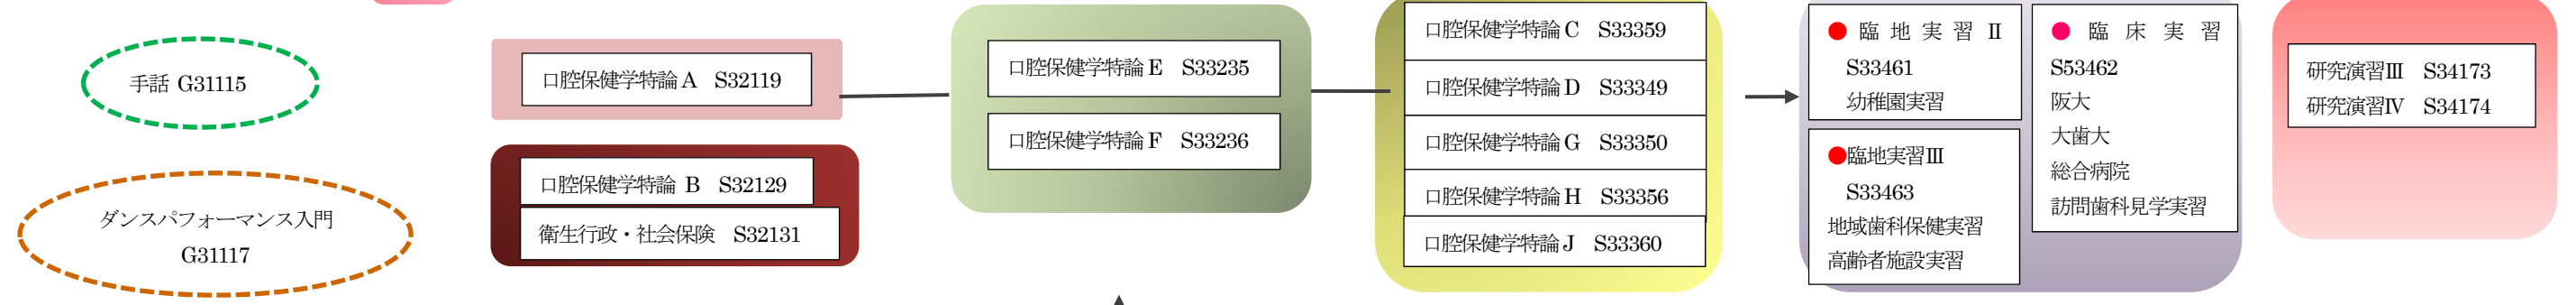 手話 G31115
ダンスパフォーマンス入門
G31117
口腔保健学特論 A S32119
口腔保健学特論 B S32129
衛生行政・社会保険 S32131
口腔保健学特論 E S33235
口腔保健学特論 F S33236
口腔保健学特論 C S33359
口腔保健学特論 D S33349
口腔保健学特論 G S33350
口腔保健学特論 H S33356
口腔保健学特論 J S33360
●臨地実習Ⅱ
S33461
幼稚園実習
●臨地実習Ⅲ
S33463
地域歯科保健実習
高齢者施設実習
●臨床実習
S53462
阪大
大歯大
総合病院
訪問歯科見学実習
研究演習Ⅲ S34173
研究演習Ⅳ S34174